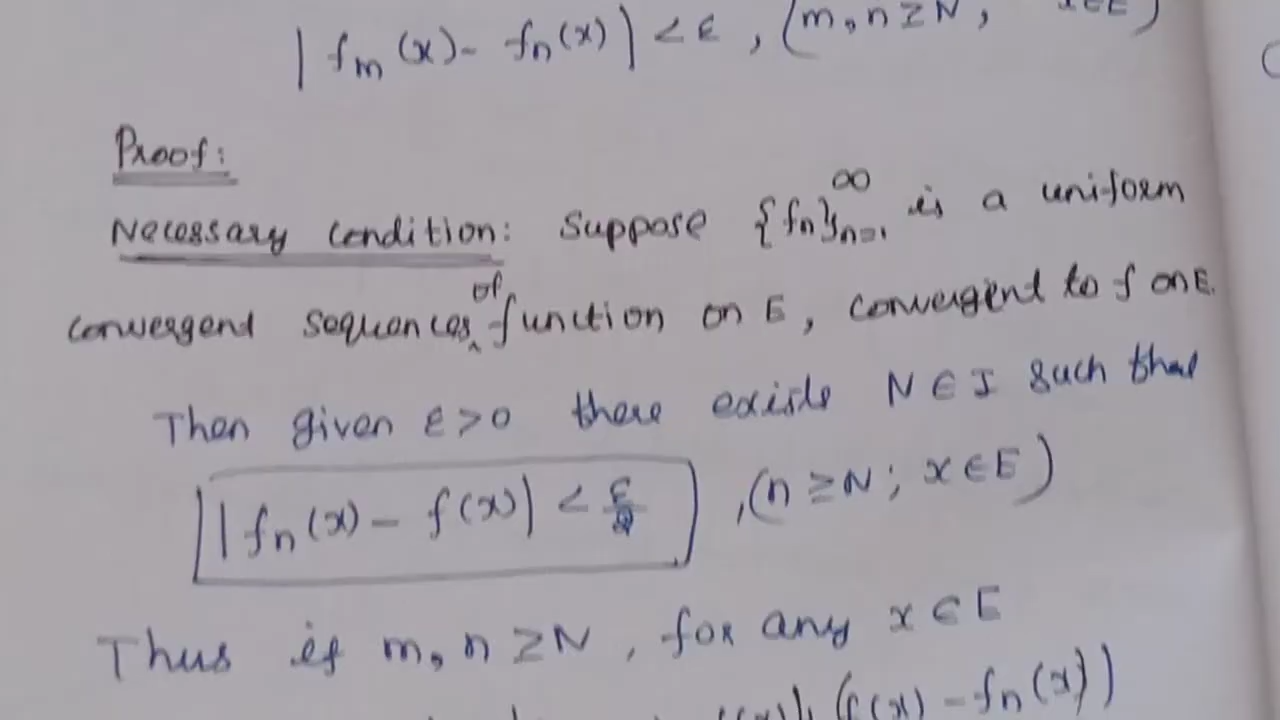 |fm(x) - fn(x)| < ε, (m, n ≥ N, x∈E)
Proof:
Necessary condition: Suppose {fn}∞n=1 is a uniform
convergent sequences of function on E, convergent to f on E.
Then given ε > 0 there exists N ∈ I such that
|fn(x) - f(x)| < ε/2, (n ≥ N; x ∈ E)
Thus if m, n ≥ N, for any x ∈ E
(f(x) - fn(x))